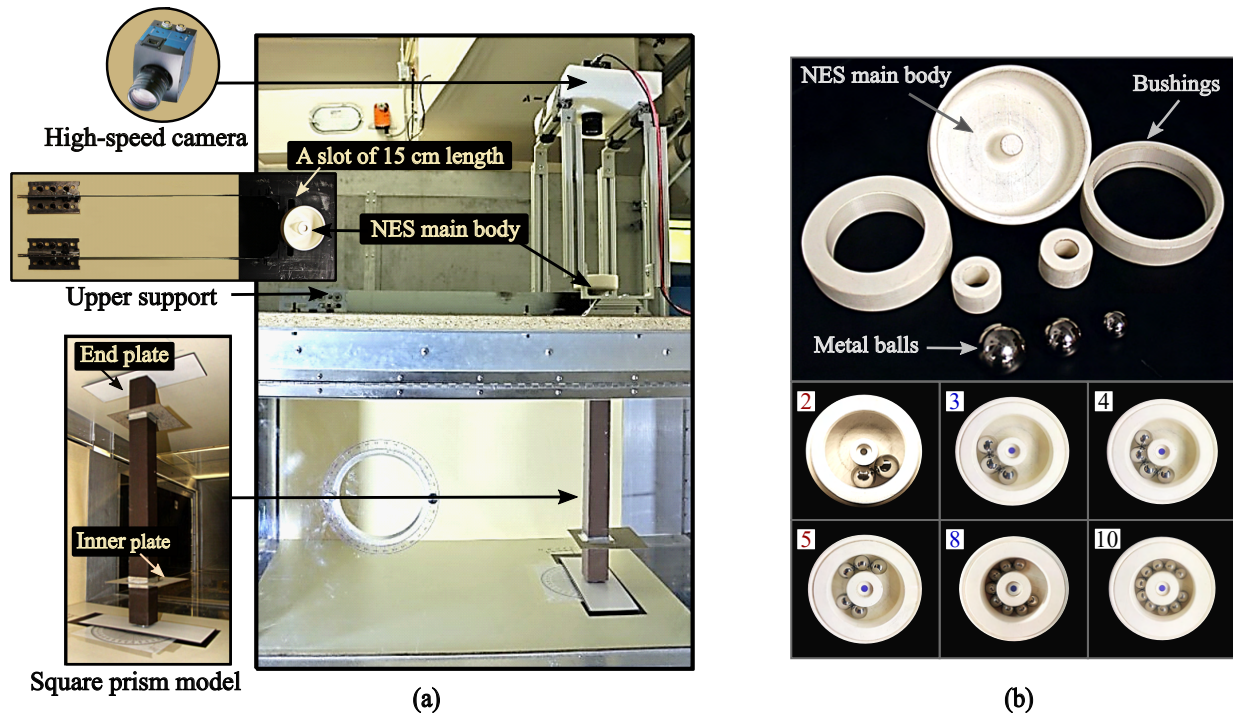 High-speed camera
A slot of 15 cm length
NES main body
Upper support
End plate
Inner plate
Square prism model
(a)
NES main body
Bushings
Metal balls
2
3
4
5
8
10
(b)